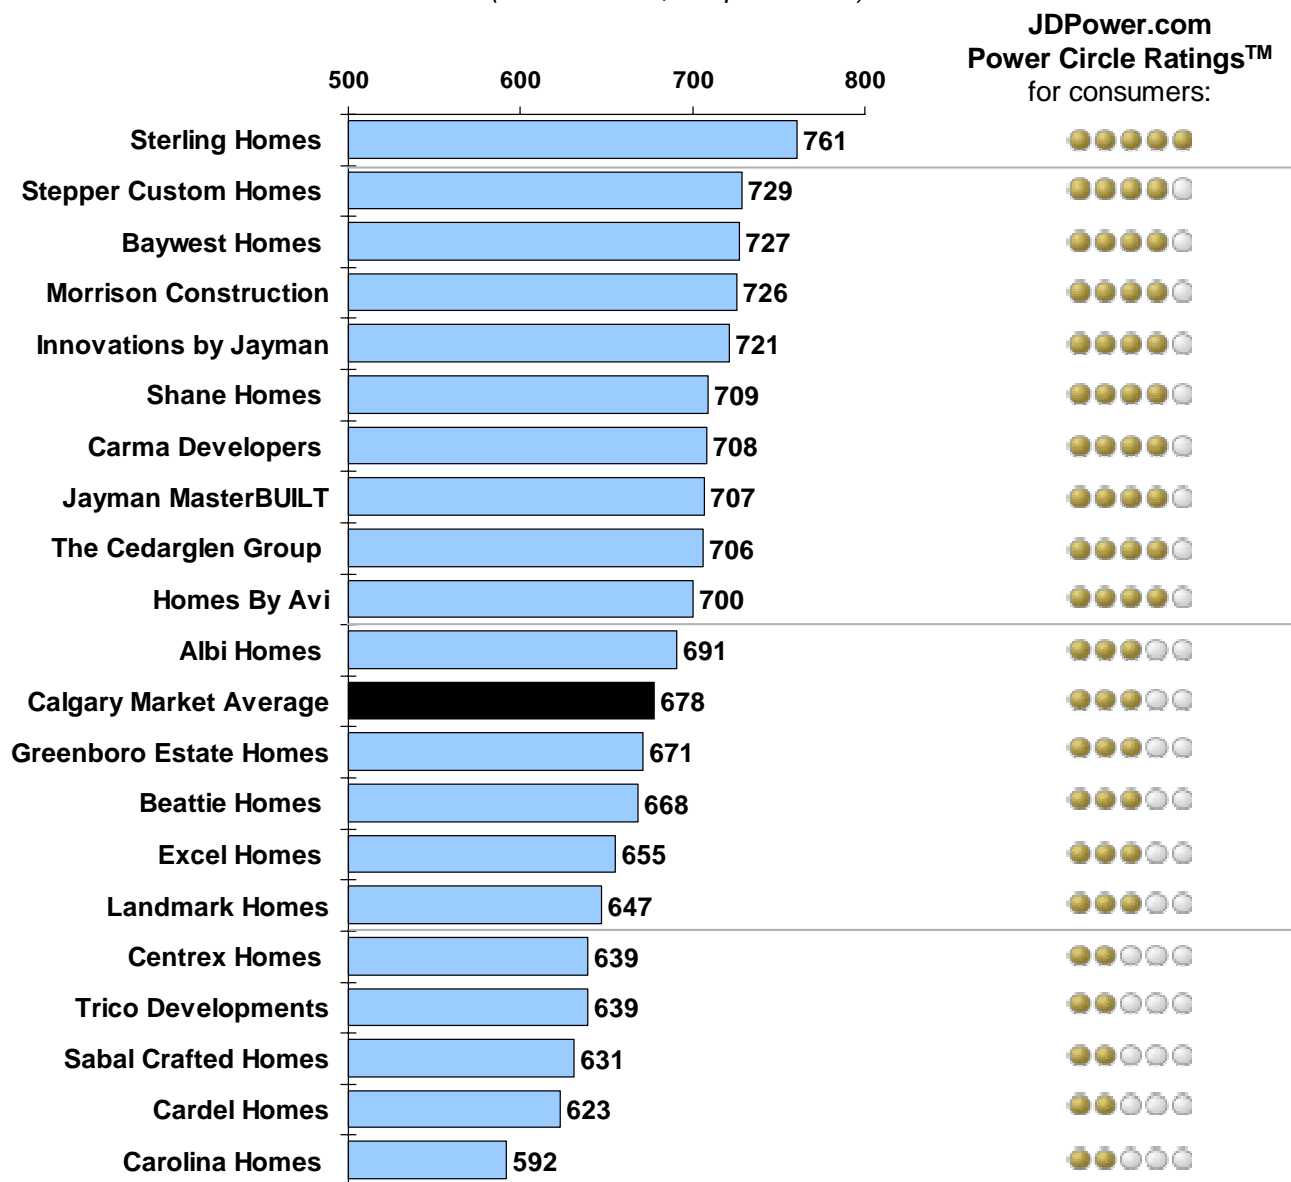 JDPower.com
Power Circle Ratings™
for consumers:
500 600 700 800
Sterling Homes 761
Stepper Custom Homes 729
Baywest Homes 727
Morrison Construction 726
Innovations by Jayman 721
Shane Homes 709
Carma Developers 708
Jayman MasterBUILT 707
The Cedarglen Group 706
Homes By Avi 700
Albi Homes 691
Calgary Market Average 678
Greenboro Estate Homes 671
Beattie Homes 668
Excel Homes 655
Landmark Homes 647
Centrex Homes 639
Trico Developments 639
Sabal Crafted Homes 631
Cardel Homes 623
Carolina Homes 592